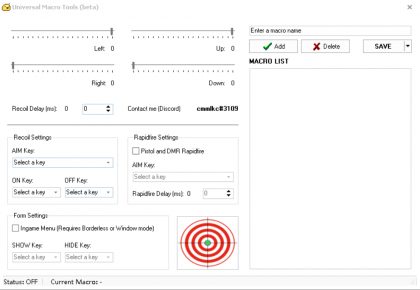 Universal Macro Tools (beta)
Left: 0
Up: 0
Right: 0
Down: 0
Recoil Delay (ms): 0 0
Contact me (Discord): cmmlkc#3109
Enter a macro name
Add
Delete
SAVE
MACRO LIST
Recoil Settings
AIM Key:
Select a key
ON Key: OFF Key:
Select a key Select a key
Rapidfire Settings
Pistol and DMR Rapidfire
AIM Key:
Select a key
Rapidfire Delay (ms): 0 0
Form Settings
Ingame Menu (Requires Borderless or Window mode)
SHOW Key: HIDE Key:
Select a key Select a key
Status: OFF Current Macro: -